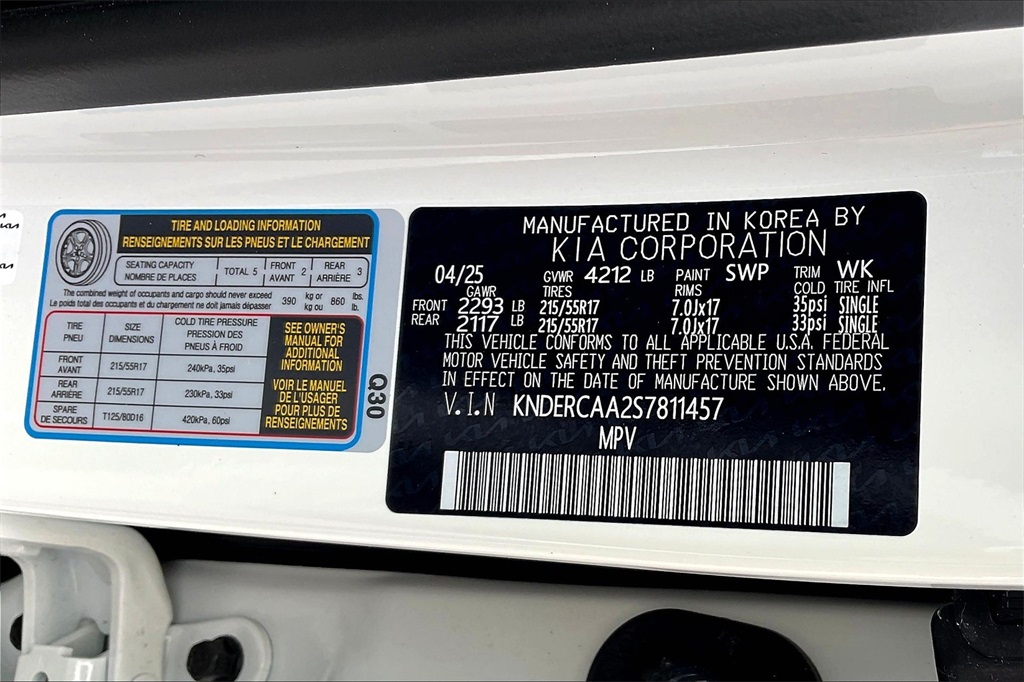 TIRE AND LOADING INFORMATION
RENSEIGNEMENTS SUR LES PNEUS ET LE CHARGEMENT
SEATING CAPACITY
NOMBRE DE PLACES
TOTAL 5
FRONT
AVANT 2
REAR
ARRIÈRE 3
The combined weight of occupants and cargo should never exceed
Le poids total des occupants et du chargement ne doit jamais dépasser
390 kg or
kg ou
860 lbs.
lb.
TIRE
PNEU
SIZE
DIMENSIONS
COLD TIRE PRESSURE
PRESSION DES
PNEUS À FROID
FRONT
AVANT
215/55R17
240kPa, 35psi
REAR
ARRIÈRE
215/55R17
230kPa, 33psi
SPARE
DE SECOURS
T125/80D16
420kPa, 60psi
SEE OWNER'S
MANUAL FOR
ADDITIONAL
INFORMATION
VOIR LE MANUEL
DE L'USAGER
POUR PLUS DE
RENSEIGNEMENTS
Q30
MANUFACTURED IN KOREA BY
KIA CORPORATION
04/25 GVWR 4212 LB PAINT SWP TRIM WK
GAWR TIRES RIMS COLD TIRE INFL
FRONT 2293 LB 215/55R17 7.0Jx17 35psi SINGLE
REAR 2117 LB 215/55R17 7.0Jx17 33psi SINGLE
THIS VEHICLE CONFORMS TO ALL APPLICABLE U.S.A. FEDERAL
MOTOR VEHICLE SAFETY AND THEFT PREVENTION STANDARDS
IN EFFECT ON THE DATE OF MANUFACTURE SHOWN ABOVE.
V.I.N KNDERCAA2S7811457
MPV